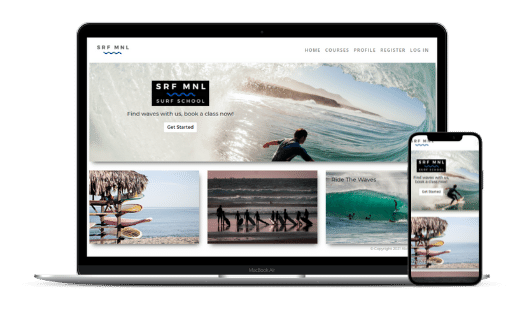 SRF MNL
HOME COURSES PROFILE REGISTER LOG IN
SRF MNL
SURF SCHOOL
Find waves with us, book a class now!
Get Started
Ride The Waves
© Copyright 2021
MacBook Air
SRF MNL
SRF MNL
SURF SCHOOL
Find waves with us,
book a class now!
Get Started